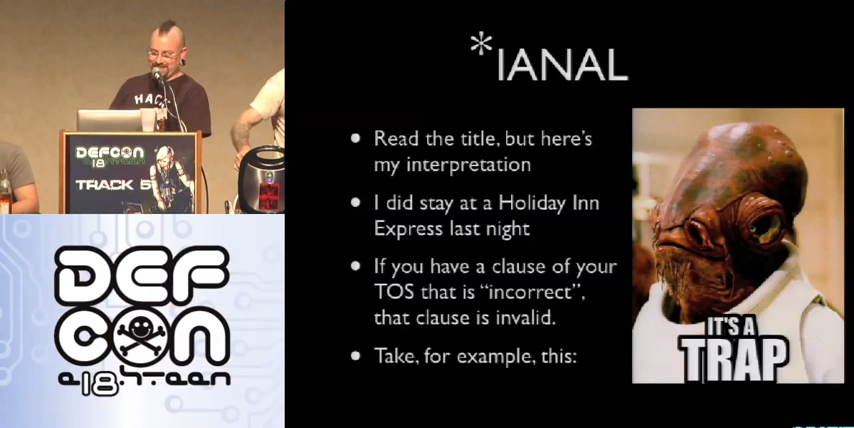 HACK
DEFCON
18
TRACK 5
DEF
CON
e18hteen
*IANAL
• Read the title, but here's
my interpretation
• I did stay at a Holiday Inn
Express last night
• If you have a clause of your
TOS that is “incorrect”,
that clause is invalid.
• Take, for example, this:
IT'S A
TRAP